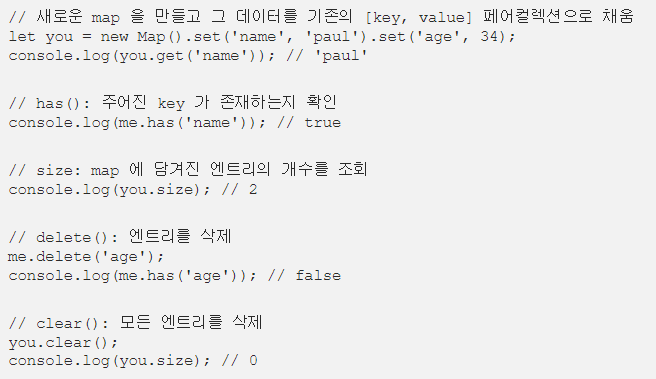 // 새로운 map 을 만들고 그 데이터를 기존의 [key, value] 페어컬렉션으로 채움
let you = new Map().set('name', 'paul').set('age', 34);
console.log(you.get('name')); // 'paul'
// has(): 주어진 key 가 존재하는지 확인
console.log(me.has('name')); // true
// size: map 에 담겨진 엔트리의 개수를 조회
console.log(you.size); // 2
// delete(): 엔트리를 삭제
me.delete('age');
console.log(me.has('age')); // false
// clear(): 모든 엔트리를 삭제
you.clear();
console.log(you.size); // 0